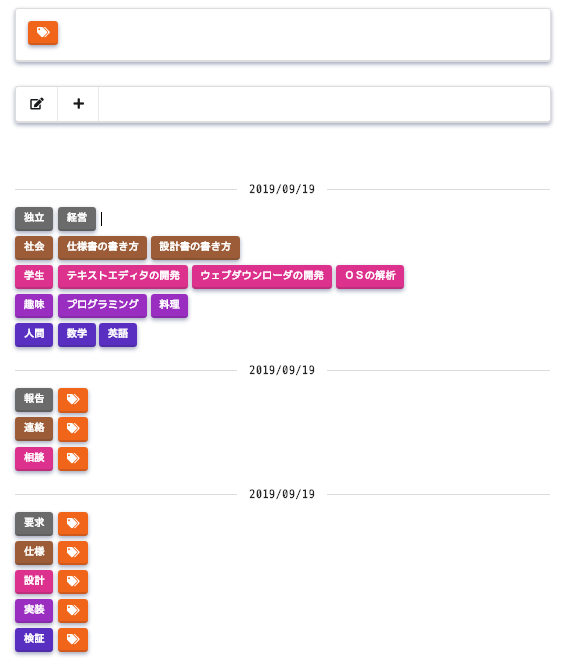 2019/09/19
独立 経営
社会 仕様書の書き方 設計書の書き方
学生 テキストエディタの開発 ウェブダウンローダの開発 OSの解析
趣味 プログラミング 料理
人間 数学 英語
2019/09/19
報告
連絡
相談
2019/09/19
要求
仕様
設計
実装
検証